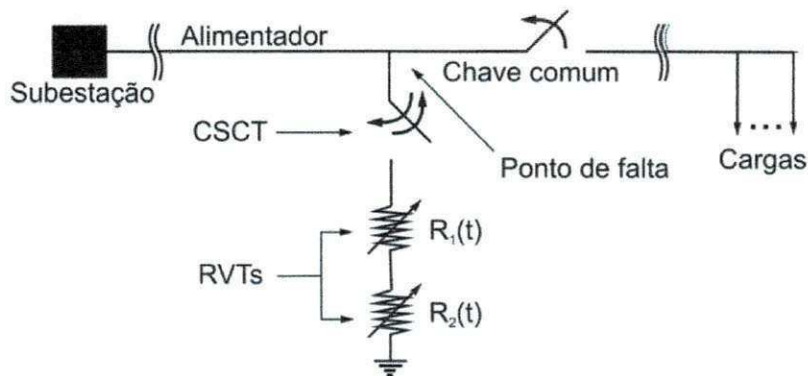 Alimentador
Subestação
Chave comum
CSCT
Ponto de falta
Cargas
R₁(t)
RVTs
R₂(t)